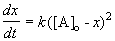 dx/dt = k([A]ₒ - x)²